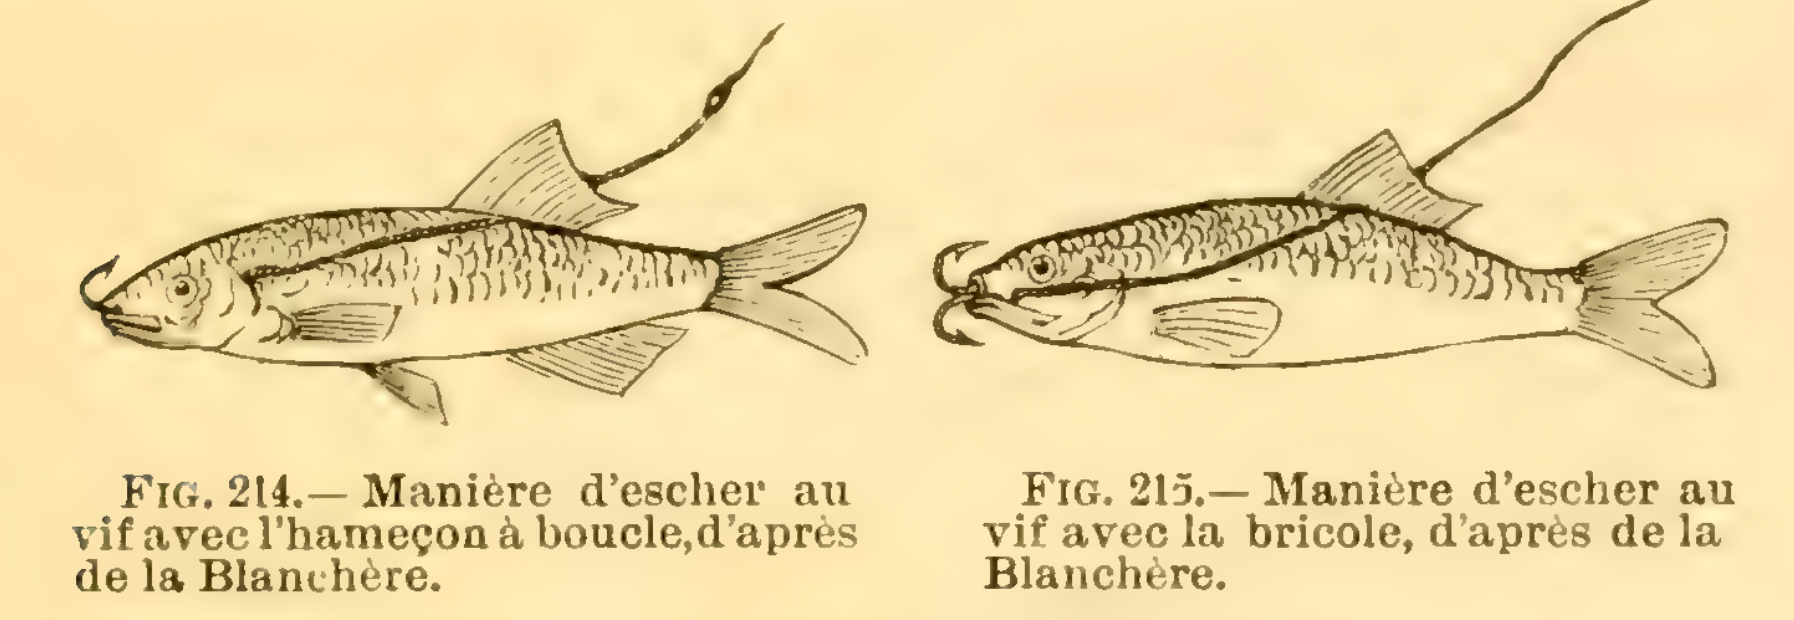 FIG. 214.— Manière d'escher au
vif avec l'hameçon à boucle, d'après
de la Blanchère.
FIG. 215.— Manière d'escher au
vif avec la bricole, d'après de la
Blanchère.